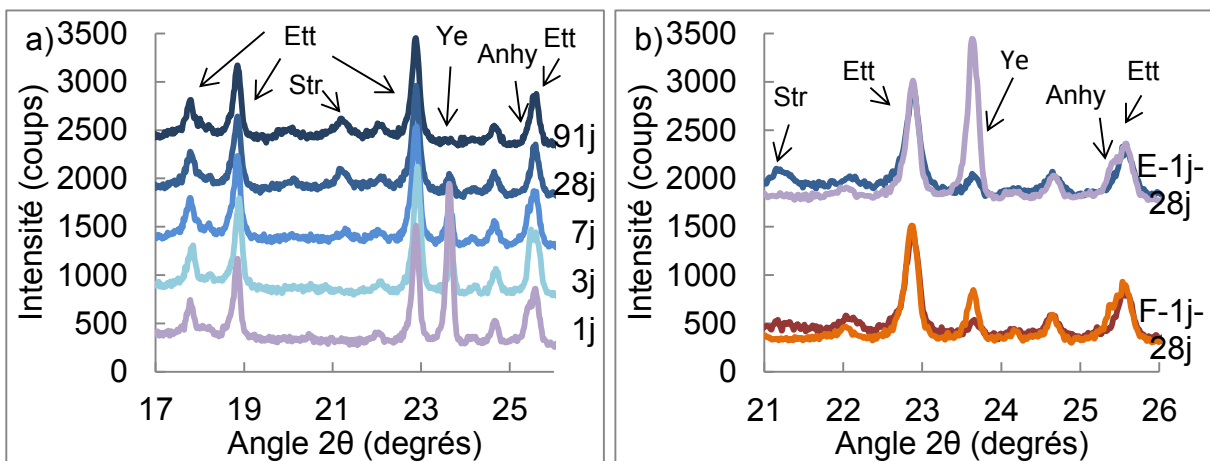 a)
Intensité (coups)
3500
3000
2500
2000
1500
1000
500
0
Ett
Str
Ye
Anhy
Ett
91j
28j
7j
3j
1j
17 19 21 23 25
Angle 2θ (degrés)
b)
Intensité (coups)
3500
3000
2500
2000
1500
1000
500
0
Str
Ett
Ye
Anhy
Ett
E-1j-
28j
F-1j-
28j
21 22 23 24 25 26
Angle 2θ (degrés)